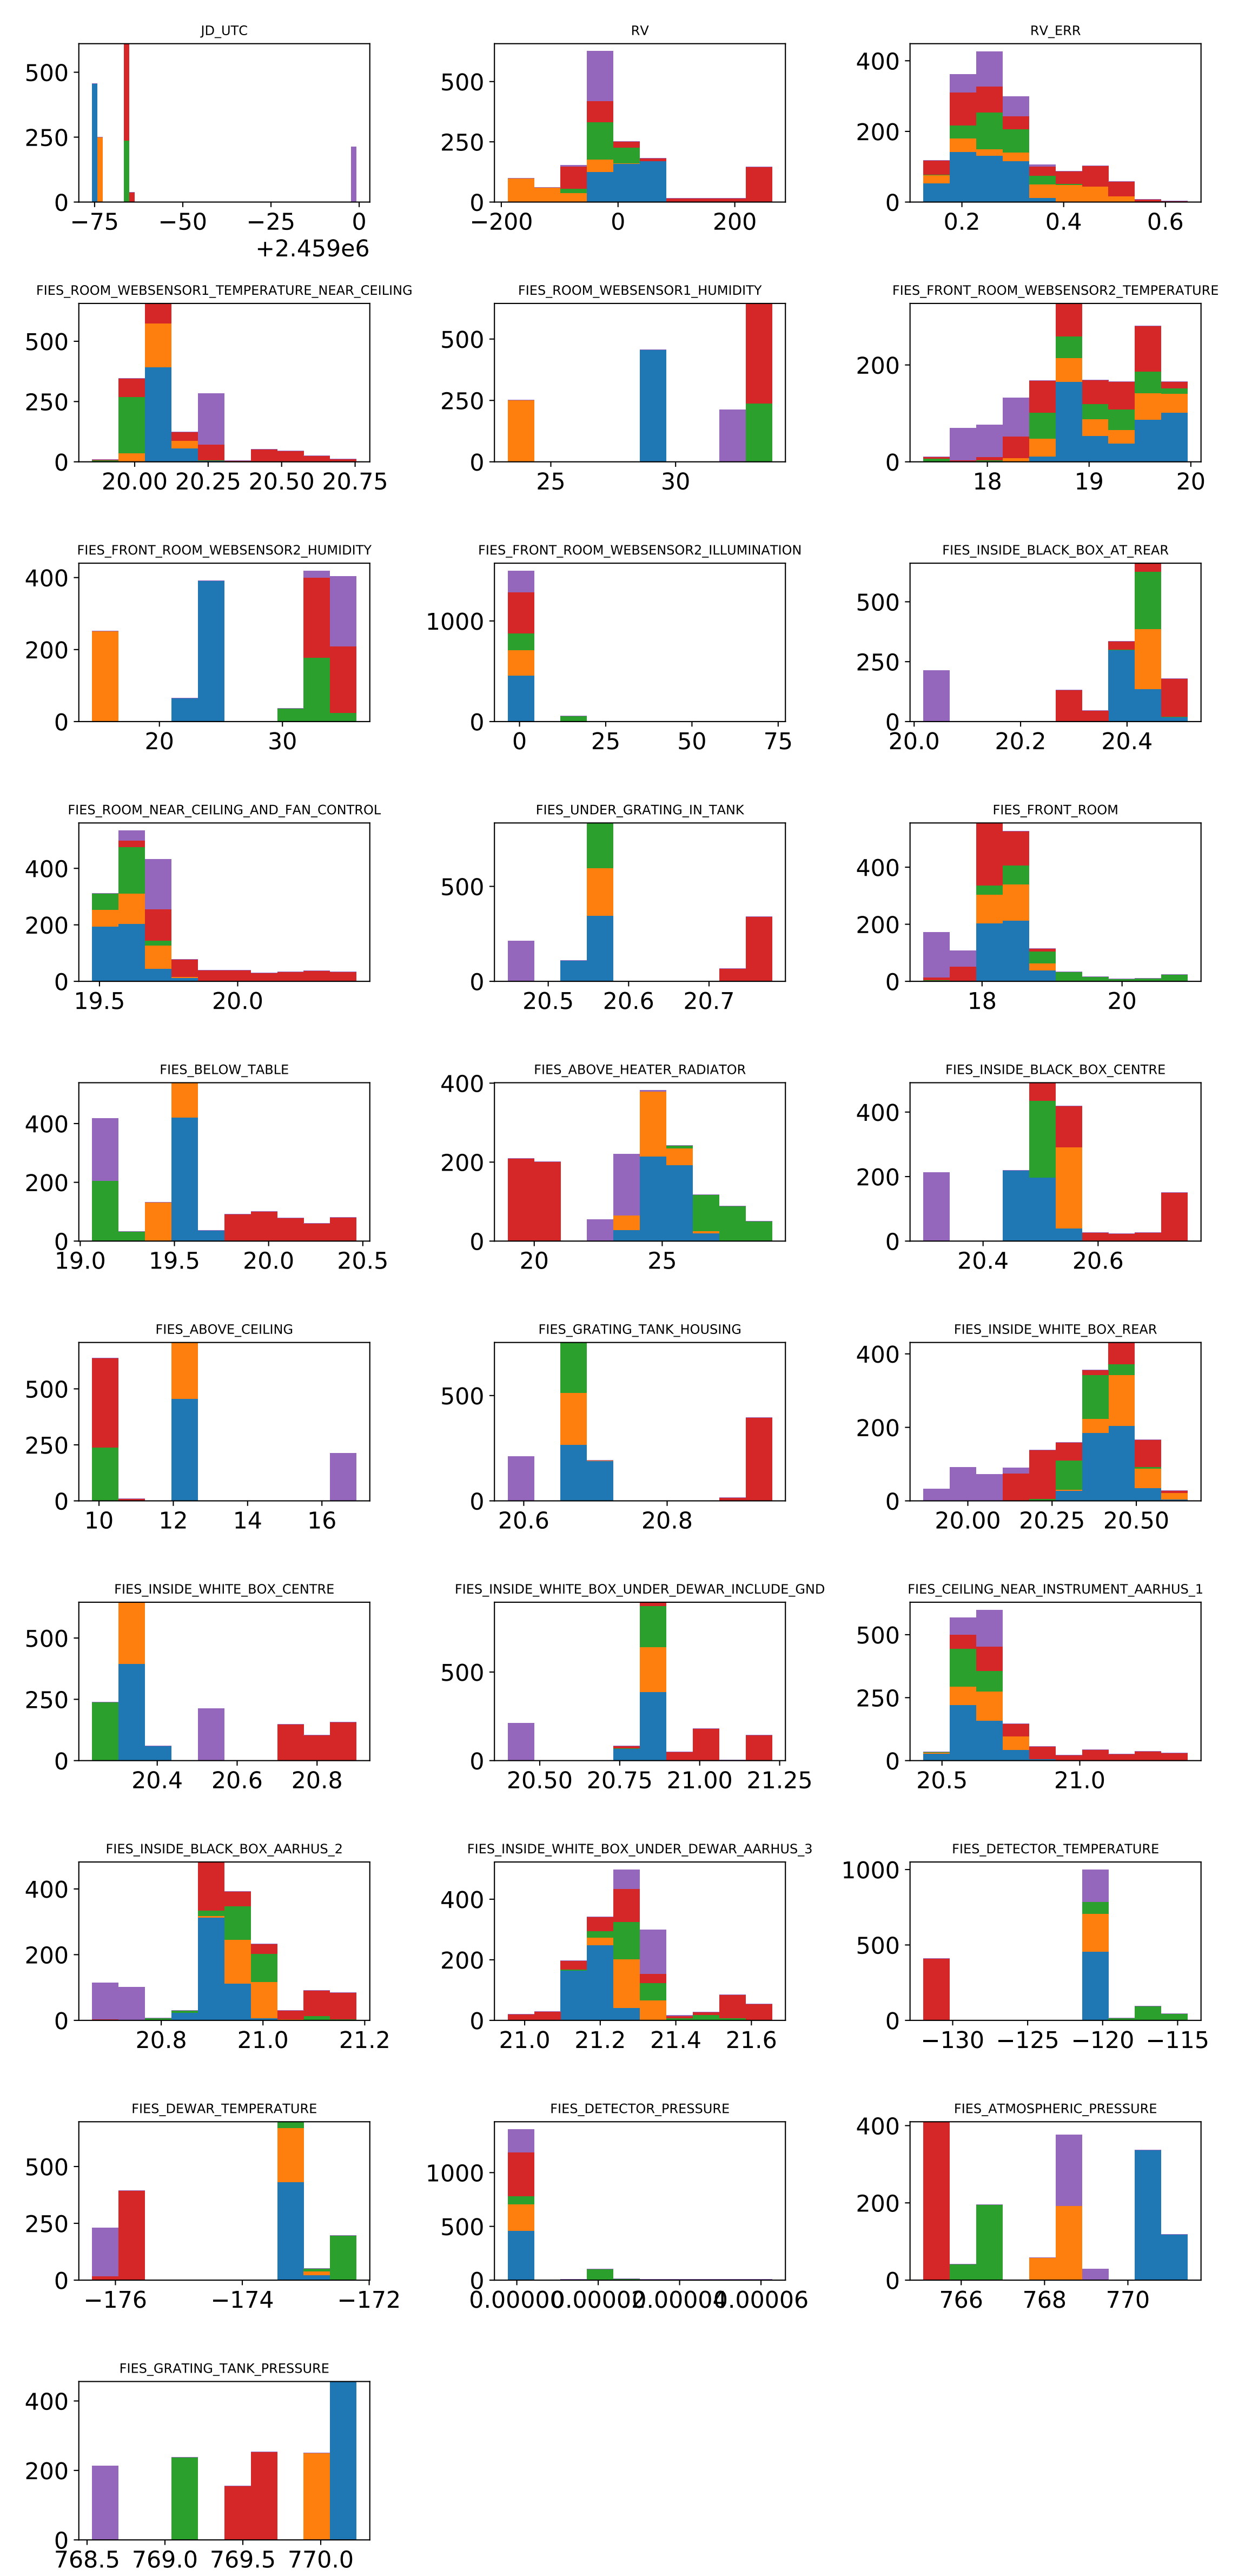 JD_UTC RV RV_ERR
500 500 400
250 250 200
0 0 0
−75 −50 −25 0 −200 0 200 0.2 0.4 0.6
+2.459e6
FIES_ROOM_WEBSENSOR1_TEMPERATURE_NEAR_CEILING FIES_ROOM_WEBSENSOR1_HUMIDITY FIES_FRONT_ROOM_WEBSENSOR2_TEMPERATURE
500 500 200
250 250
0 0 0
20.00 20.25 20.50 20.75 25 30 18 19 20
FIES_FRONT_ROOM_WEBSENSOR2_HUMIDITY FIES_FRONT_ROOM_WEBSENSOR2_ILLUMINATION FIES_INSIDE_BLACK_BOX_AT_REAR
400 1000 500
200 250
0 0 0
20 30 0 25 50 75 20.0 20.2 20.4
FIES_ROOM_NEAR_CEILING_AND_FAN_CONTROL FIES_UNDER_GRATING_IN_TANK FIES_FRONT_ROOM
400 500 400
200 200
0 0 0
19.5 20.0 20.5 20.6 20.7 18 20
FIES_BELOW_TABLE FIES_ABOVE_HEATER_RADIATOR FIES_INSIDE_BLACK_BOX_CENTRE
400 400 400
200 200 200
0 0 0
19.0 19.5 20.0 20.5 20 25 20.4 20.6
FIES_ABOVE_CEILING FIES_GRATING_TANK_HOUSING FIES_INSIDE_WHITE_BOX_REAR
500 500 400
250 200
0 0 0
10 12 14 16 20.6 20.8 20.00 20.25 20.50
FIES_INSIDE_WHITE_BOX_CENTRE FIES_INSIDE_WHITE_BOX_UNDER_DEWAR_INCLUDE_GND FIES_CEILING_NEAR_INSTRUMENT_AARHUS_1
500 500 500
250 250
0 0 0
20.4 20.6 20.8 20.50 20.75 21.00 21.25 20.5 21.0
FIES_INSIDE_BLACK_BOX_AARHUS_2 FIES_INSIDE_WHITE_BOX_UNDER_DEWAR_AARHUS_3 FIES_DETECTOR_TEMPERATURE
400 400 1000
200 200 500
0 0 0
20.8 21.0 21.2 21.0 21.2 21.4 21.6 −130 −125 −120 −115
FIES_DEWAR_TEMPERATURE FIES_DETECTOR_PRESSURE FIES_ATMOSPHERIC_PRESSURE
500 1000 400
250 500 200
0 0 0
−176 −174 −172 0.00000 0.00002 0.00004 0.00006 766 768 770
FIES_GRATING_TANK_PRESSURE
400
200
0
768.5 769.0 769.5 770.0